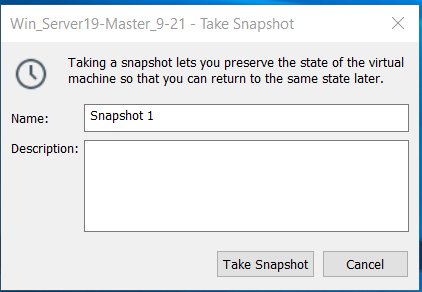 Win_Server19-Master_9-21 - Take Snapshot
Taking a snapshot lets you preserve the state of the virtual
machine so that you can return to the same state later.
Name: Snapshot 1
Description:
Take Snapshot Cancel